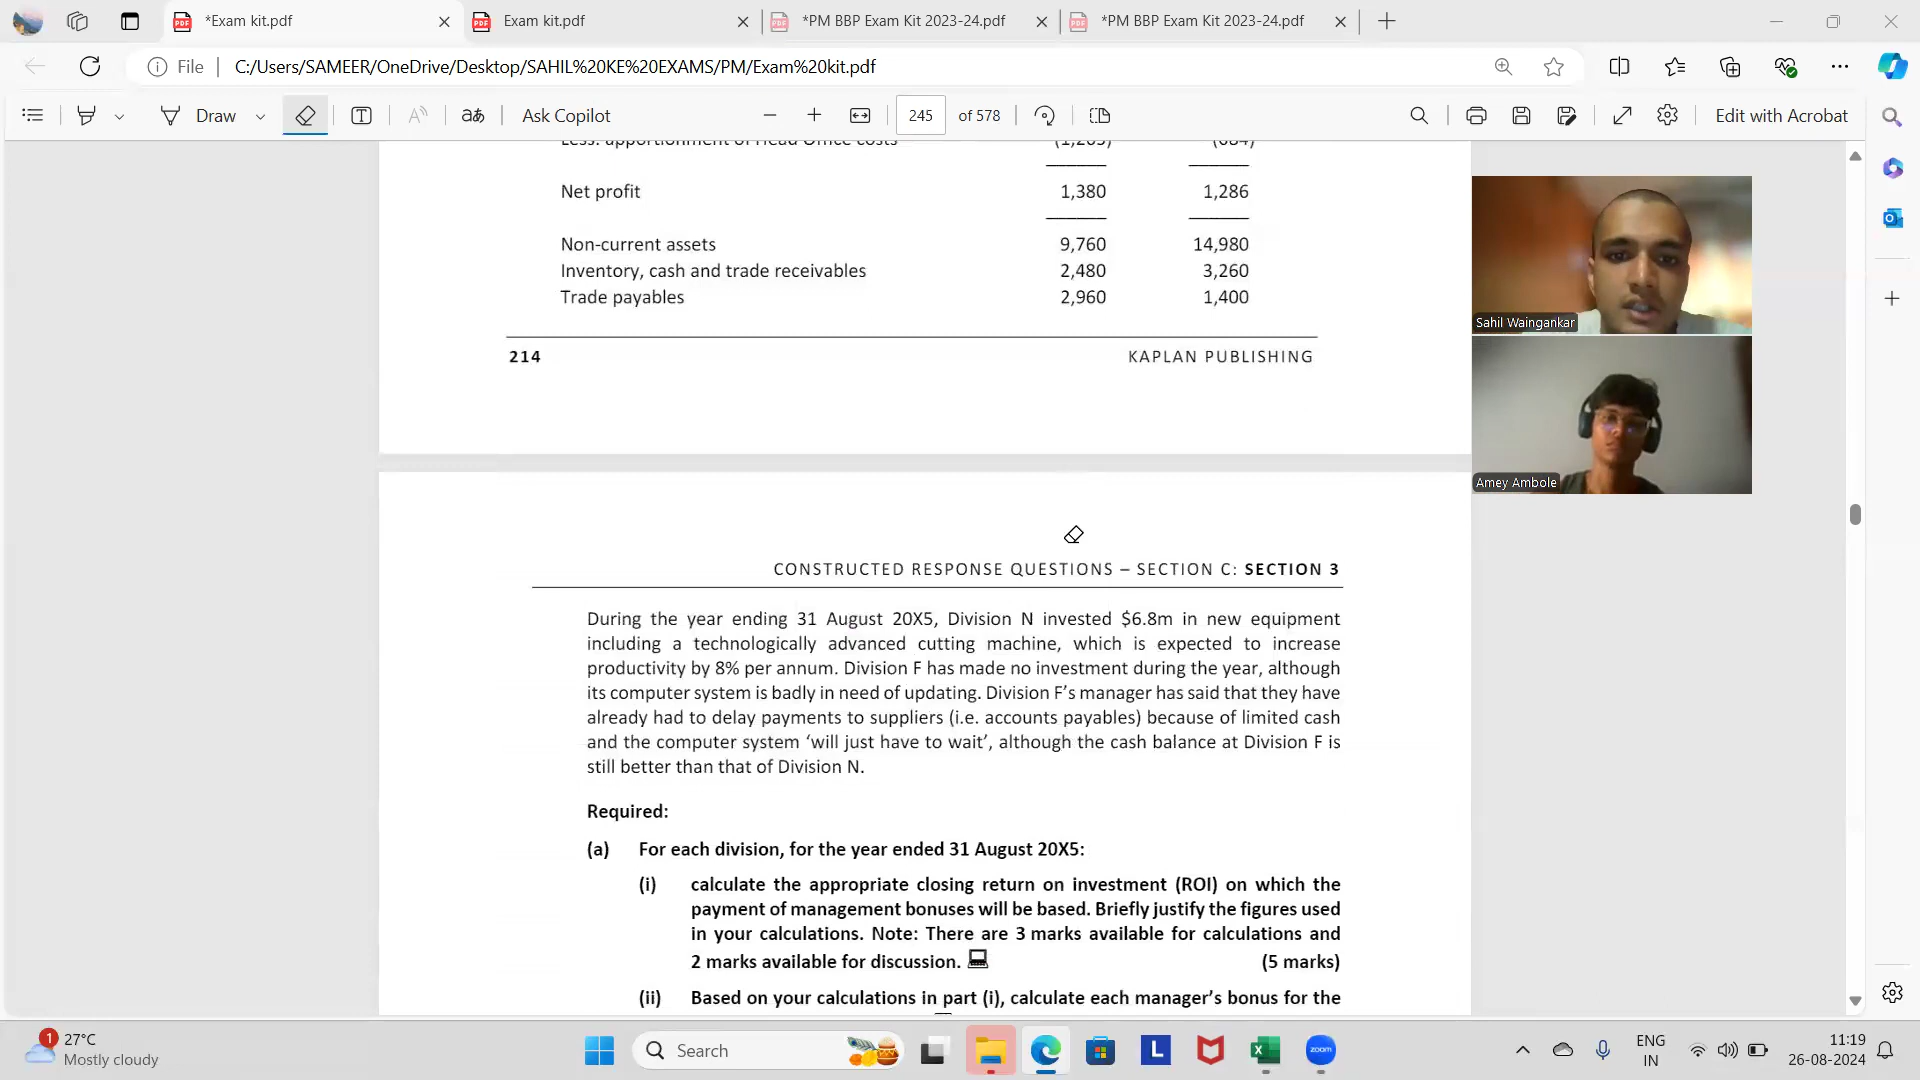 *Exam kit.pdf
Exam kit.pdf
*PM BBP Exam Kit 2023-24.pdf
*PM BBP Exam Kit 2023-24.pdf
File
C:/Users/SAMEER/OneDrive/Desktop/SAHIL%20KE%20EXAMS/PM/Exam%20kit.pdf
Draw
Ask Copilot
245 of 578
Edit with Acrobat
Less: apportionment of Head Office costs (1,265) (684)
Net profit 1,380 1,286
Non-current assets 9,760 14,980
Inventory, cash and trade receivables 2,480 3,260
Trade payables 2,960 1,400
214 KAPLAN PUBLISHING
Sahil Waingankar
Amey Ambole
CONSTRUCTED RESPONSE QUESTIONS – SECTION C: SECTION 3
During the year ending 31 August 20X5, Division N invested $6.8m in new equipment
including a technologically advanced cutting machine, which is expected to increase
productivity by 8% per annum. Division F has made no investment during the year, although
its computer system is badly in need of updating. Division F’s manager has said that they have
already had to delay payments to suppliers (i.e. accounts payables) because of limited cash
and the computer system ‘will just have to wait’, although the cash balance at Division F is
still better than that of Division N.
Required:
(a) For each division, for the year ended 31 August 20X5:
(i) calculate the appropriate closing return on investment (ROI) on which the
payment of management bonuses will be based. Briefly justify the figures used
in your calculations. Note: There are 3 marks available for calculations and
2 marks available for discussion. (5 marks)
(ii) Based on your calculations in part (i), calculate each manager’s bonus for the
1
27°C
Mostly cloudy
Search
L
zoom
ENG
IN
11:19
26-08-2024